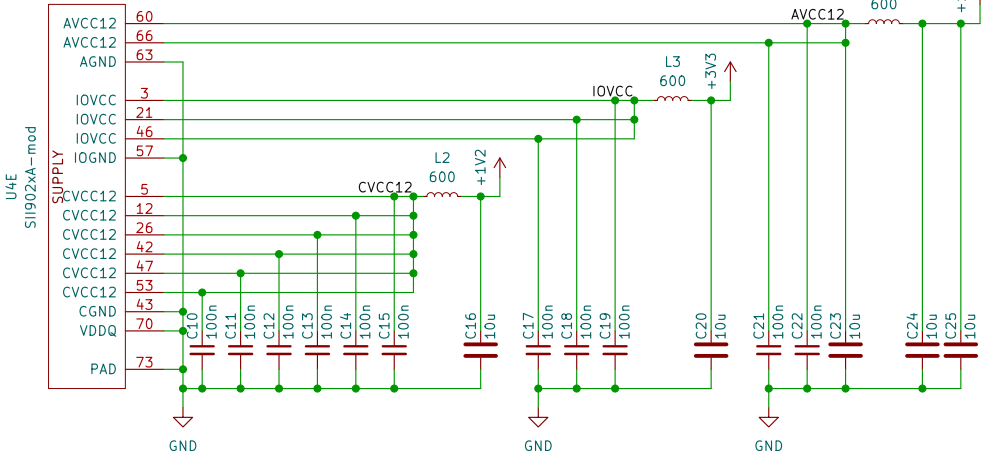 600
+
AVCC12 60
AVCC12
AVCC12 66
AGND 63
L3
600
+3V3
IOVCC 3
IOVCC
IOVCC 21
IOVCC 46
IOGND 57
U4E
SII902xA-mod
SUPPLY
L2
600
+1V2
CVCC12 5
CVCC12
CVCC12 12
CVCC12 26
CVCC12 42
CVCC12 47
CVCC12 53
CGND 43
VDDQ 70
PAD 73
C10 100n
C11 100n
C12 100n
C13 100n
C14 100n
C15 100n
C16 10u
C17 100n
C18 100n
C19 100n
C20 10u
C21 100n
C22 100n
C23 10u
C24 10u
C25 10u
GND
GND
GND